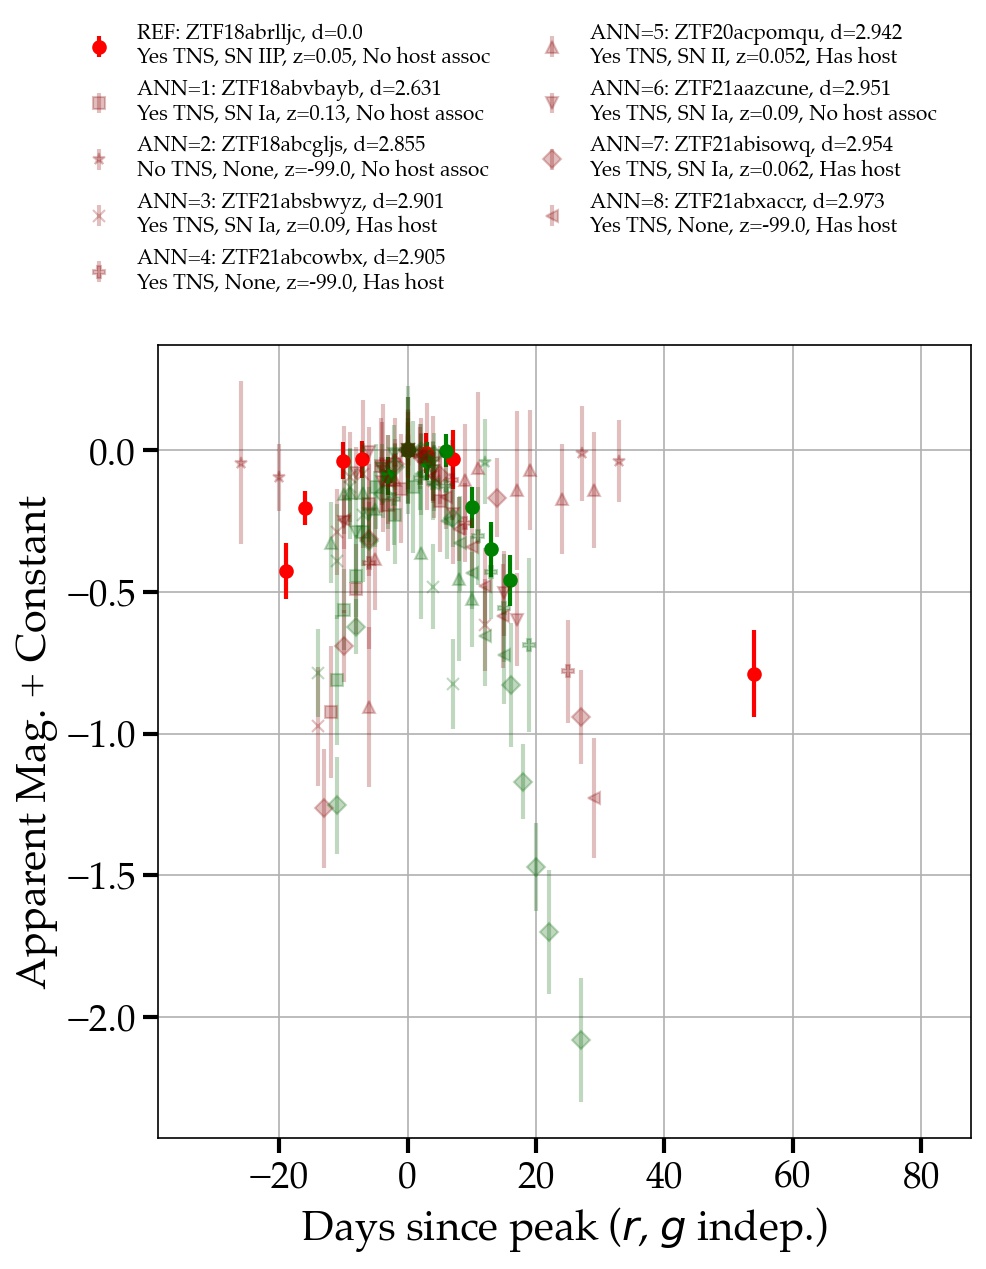 REF: ZTF18abrlljc, d=0.0
Yes TNS, SN IIP, z=0.05, No host assoc
ANN=1: ZTF18abvbayb, d=2.631
Yes TNS, SN Ia, z=0.13, No host assoc
ANN=2: ZTF18abcgljs, d=2.855
No TNS, None, z=-99.0, No host assoc
ANN=3: ZTF21absbwyz, d=2.901
Yes TNS, SN Ia, z=0.09, Has host
ANN=4: ZTF21abcowbx, d=2.905
Yes TNS, None, z=-99.0, Has host
ANN=5: ZTF20acpomqu, d=2.942
Yes TNS, SN II, z=0.052, Has host
ANN=6: ZTF21aazcune, d=2.951
Yes TNS, SN Ia, z=0.09, No host assoc
ANN=7: ZTF21abisowq, d=2.954
Yes TNS, SN Ia, z=0.062, Has host
ANN=8: ZTF21abxaccr, d=2.973
Yes TNS, None, z=-99.0, Has host
Apparent Mag. + Constant
0.0
−0.5
−1.0
−1.5
−2.0
−20 0 20 40 60 80
Days since peak (r, g indep.)